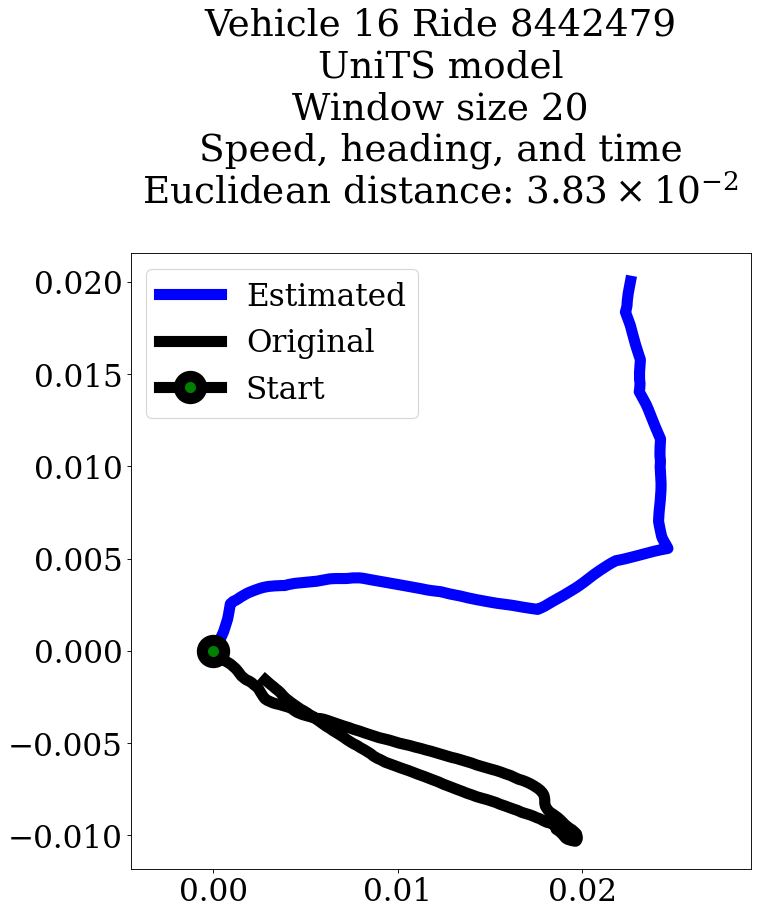 Vehicle 16 Ride 8442479
UniTS model
Window size 20
Speed, heading, and time
Euclidean distance: 3.83 × 10⁻²
0.020
0.015
0.010
0.005
0.000
−0.005
−0.010
Estimated
Original
Start
0.00
0.01
0.02